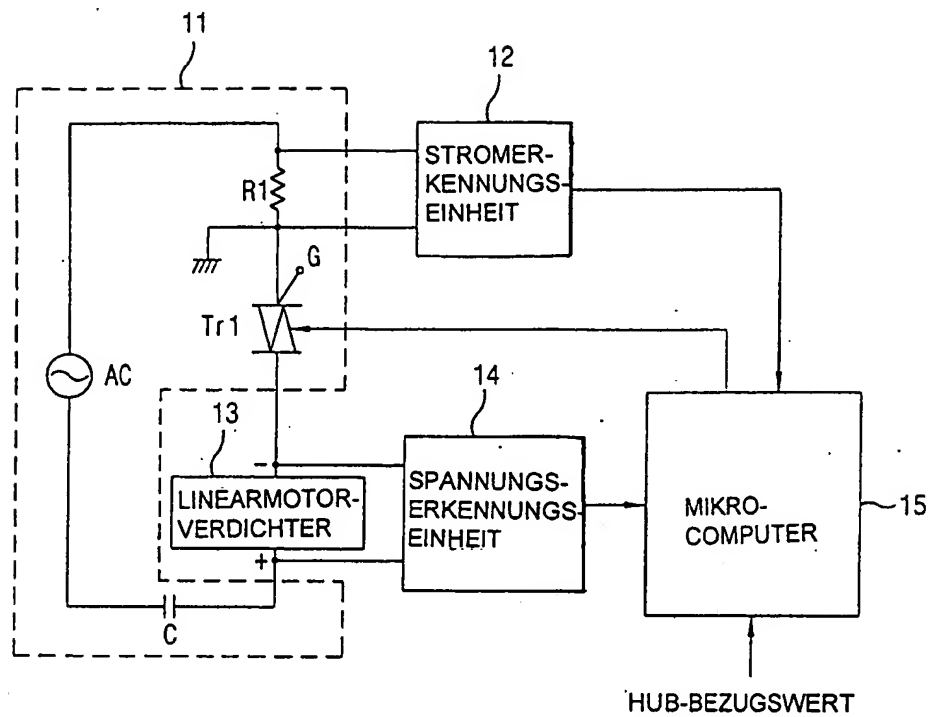 11
12
STROMER-
KENNUNGS-
EINHEIT
R1
G
Tr1
AC
13
14
LINEARMOTOR-
VERDICHTER
-
+
SPANNUNGS-
ERKENNUNGS-
EINHEIT
MIKRO-
COMPUTER
15
C
HUB-BEZUGSWERT